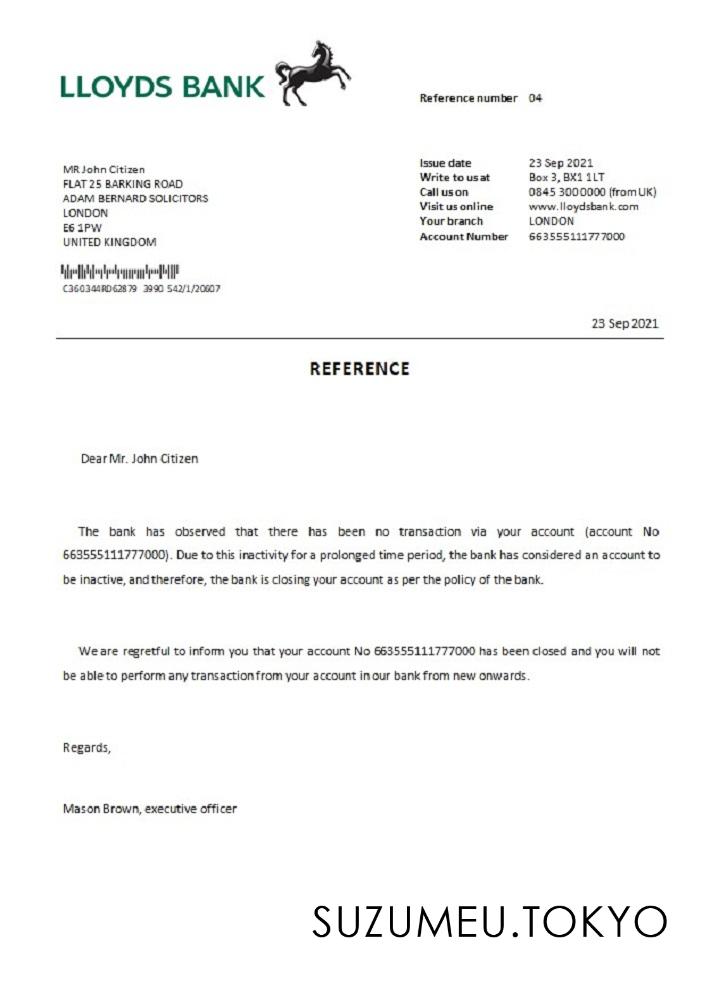 LLOYDS BANK
Reference number 04
MR John Citizen
FLAT 25 BARKING ROAD
ADAM BERNARD SOLICITORS
LONDON
E6 1PW
UNITED KINGDOM
C360344RD62879 3990 542/1/20607
Issue date 23 Sep 2021
Write to us at Box 3, BX1 1LT
Call us on 0845 3000000 (from UK)
Visit us online www.lloydsbank.com
Your branch LONDON
Account Number 663555111777000
23 Sep 2021
REFERENCE
Dear Mr. John Citizen
The bank has observed that there has been no transaction via your account (account No
663555111777000). Due to this inactivity for a prolonged time period, the bank has considered an account to
be inactive, and therefore, the bank is closing your account as per the policy of the bank.
We are regretful to inform you that your account No 663555111777000 has been closed and you will not
be able to perform any transaction from your account in our bank from new onwards.
Regards,
Mason Brown, executive officer
SUZUMEU.TOKYO